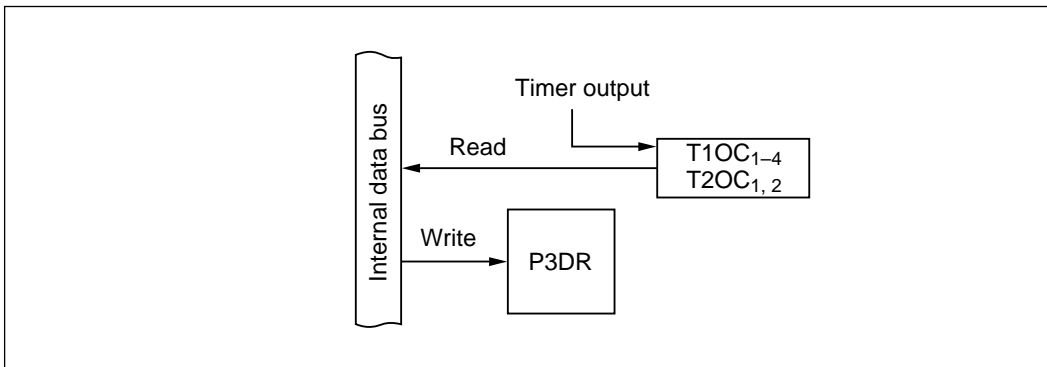 Internal data bus
Timer output
Read
T1OC₁₋₄
T2OC₁, ₂
Write
P3DR